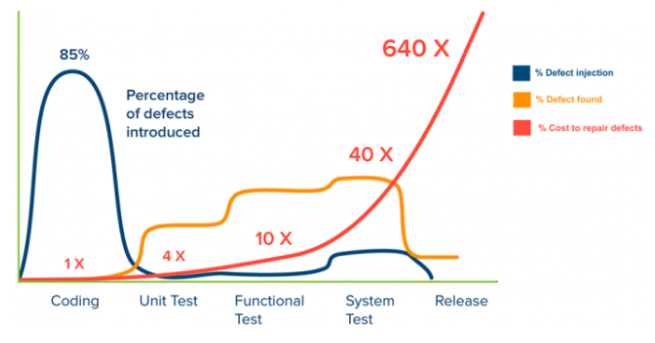 640 X
85%
Percentage
of defects
introduced
% Defect injection
% Defect found
% Cost to repair defects
40 X
10 X
4 X
1 X
Coding
Unit Test
Functional
Test
System
Test
Release